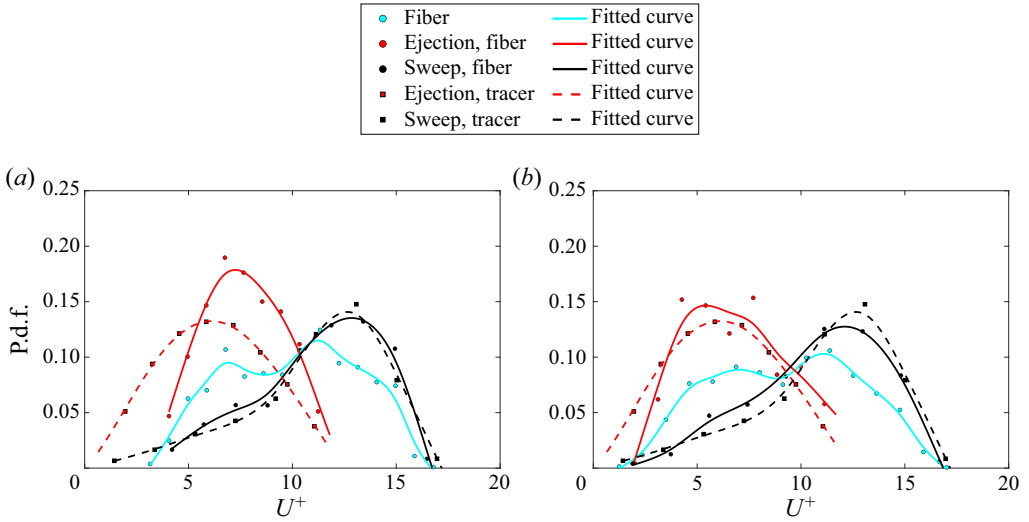 Fiber Fitted curve
Ejection, fiber Fitted curve
Sweep, fiber Fitted curve
Ejection, tracer Fitted curve
Sweep, tracer Fitted curve
(a) (b)
0.25 0.25
0.20 0.20
0.15 0.15
P.d.f.
0.10 0.10
0.05 0.05
0 5 10 15 20 0 5 10 15 20
U+ U+